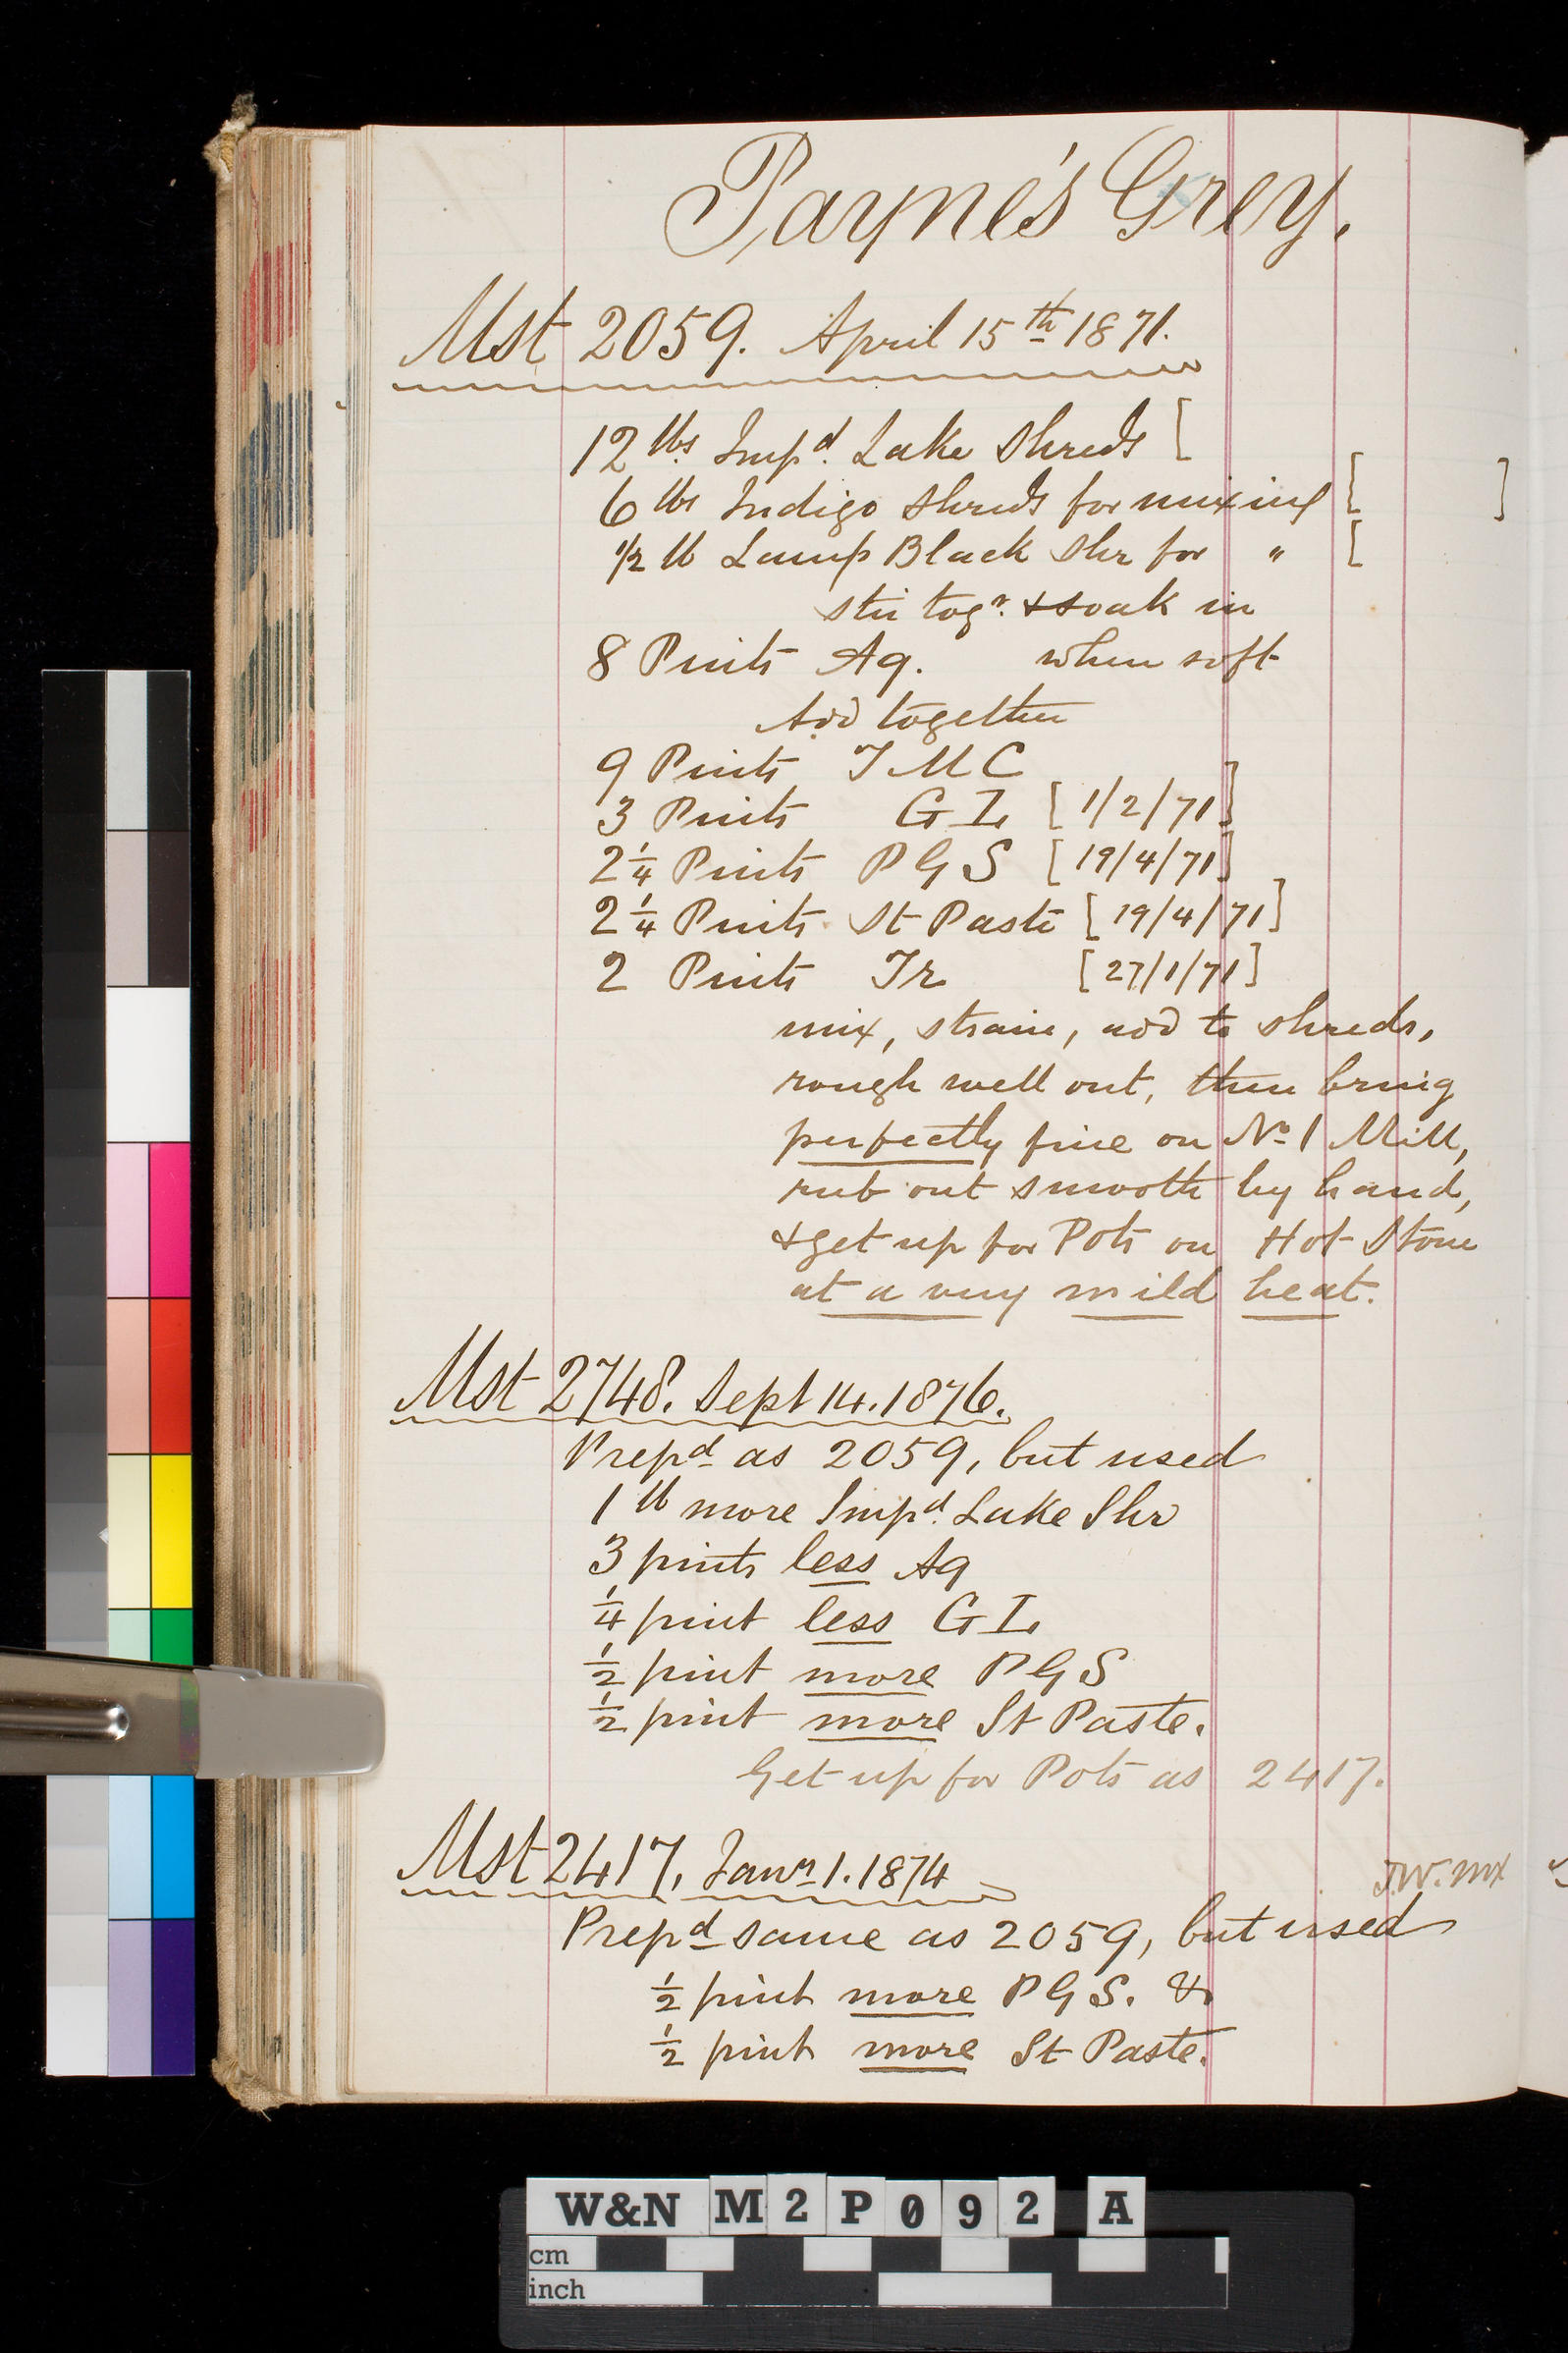 Payne's Grey.
Mst 2059. April 15th 1871.
12 lbs Impd. Lake Shreds [
6 lbs Indigo Shreds for mixing [ ]
1/2 lb Lamp Black Shr for " [
stir togr. & soak in
8 Pints Aq. when soft
Add together
9 Pints TMC
3 Pints GL [1/2/71]
2 1/4 Pints PGS [19/4/71]
2 1/4 Pints St Paste [19/4/71]
2 Pints Tr [27/1/71]
mix, strain, add to shreds,
rough well out, then bring
perfectly fine on No 1 Mill,
rub out smooth by hand,
& get up for Pots on Hot Stone
at a very mild heat.
Mst 2748. Sept 14. 1876.
Prepd as 2059, but used
1 lb more Impd. Lake Shr
3 pints less Aq
1/4 pint less GL
1/2 pint more PGS
1/2 pint more St Paste.
Get up for Pots as 2417.
Mst 2417. Janr 1. 1874
J.W. mx
Prepd same as 2059, but used
1/2 pint more PGS. &
1/2 pint more St Paste.
W&N M2P092 A
cm
inch